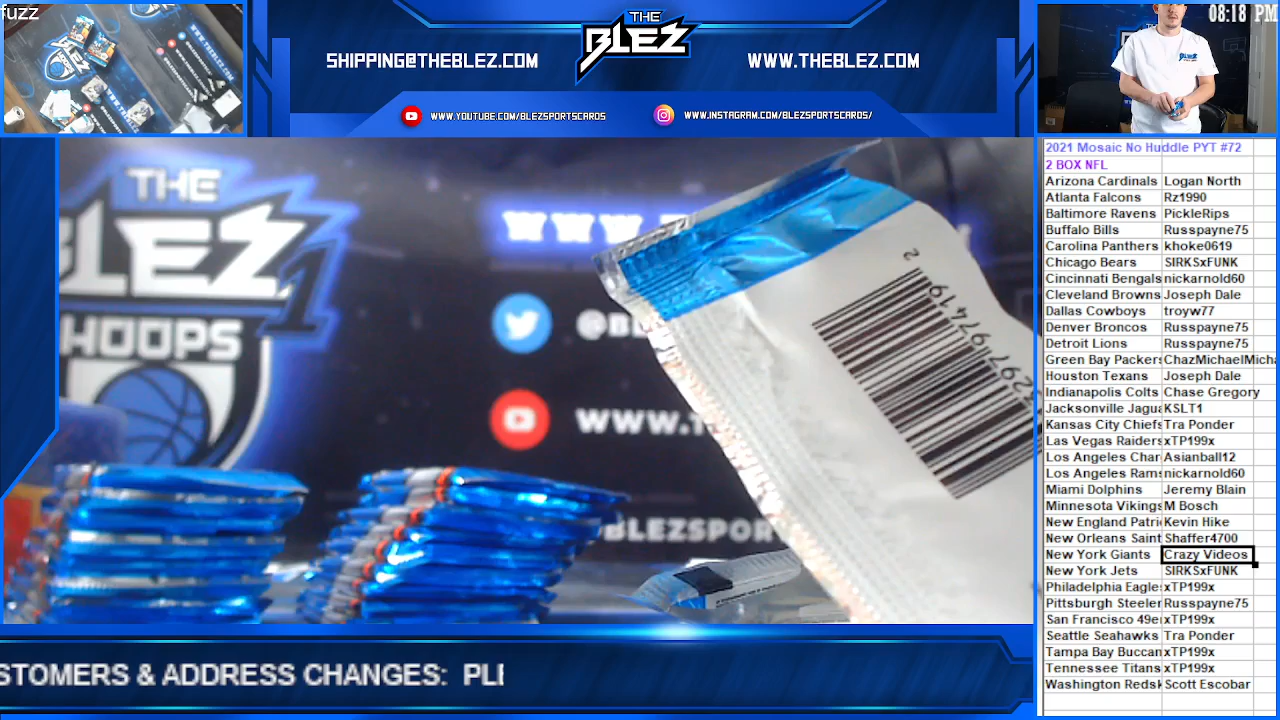 fuzz
THE
BLEZ
SHIPPING@THEBLEZ.COM
WWW.THEBLEZ.COM
WWW.YOUTUBE.COM/BLEZSPORTSCARDS
WWW.INSTAGRAM.COM/BLEZSPORTSCARDS/
08:18 PM
THE
BLEZ
HOOPS
1
WWW.
@BL
WWW.T
BLEZSPOR
2
29797419
STOMERS & ADDRESS CHANGES: PLE
2021 Mosaic No Huddle PYT #72
2 BOX NFL
Arizona Cardinals Logan North
Atlanta Falcons Rz1990
Baltimore Ravens PickleRips
Buffalo Bills Russpayne75
Carolina Panthers khoke0619
Chicago Bears SIRKSxFUNK
Cincinnati Bengals nickarnold60
Cleveland Browns Joseph Dale
Dallas Cowboys troyw77
Denver Broncos Russpayne75
Detroit Lions Russpayne75
Green Bay Packers ChazMichaelMicha
Houston Texans Joseph Dale
Indianapolis Colts Chase Gregory
Jacksonville Jagua KSLT1
Kansas City Chiefs Tra Ponder
Las Vegas Raiders xTP199x
Los Angeles Char Asianball12
Los Angeles Rams nickarnold60
Miami Dolphins Jeremy Blain
Minnesota Vikings M Bosch
New England Patri Kevin Hike
New Orleans Saint Shaffer4700
New York Giants Crazy Videos
New York Jets SIRKSxFUNK
Philadelphia Eagle xTP199x
Pittsburgh Steeler Russpayne75
San Francisco 49e xTP199x
Seattle Seahawks Tra Ponder
Tampa Bay Buccan xTP199x
Tennessee Titans xTP199x
Washington Redsk Scott Escobar